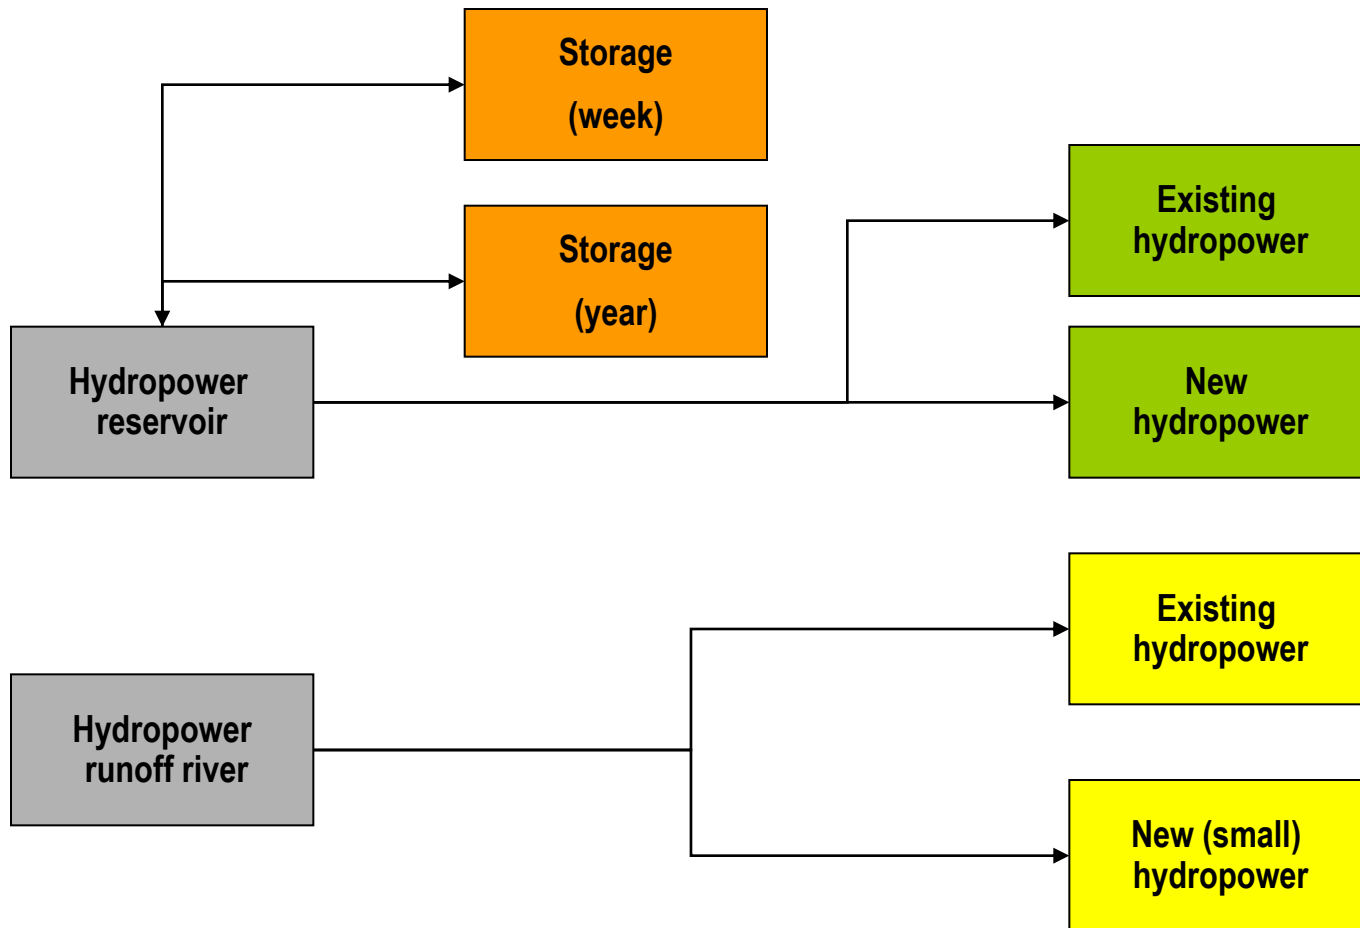 Storage
(week)
Storage
(year)
Existing
hydropower
Hydropower
reservoir
New
hydropower
Existing
hydropower
Hydropower
runoff river
New (small)
hydropower